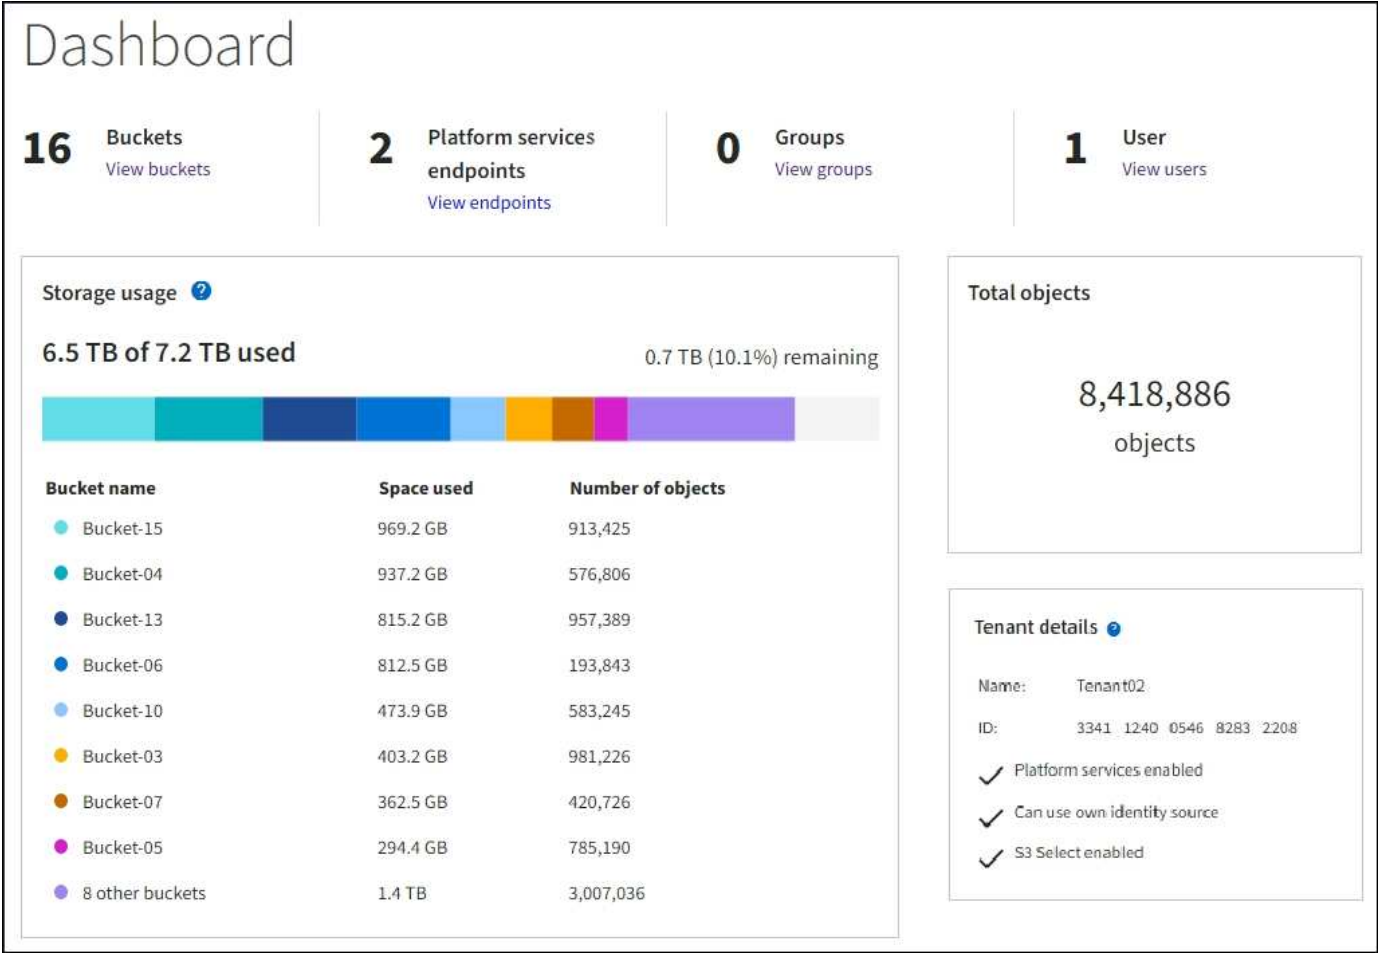 Dashboard
16 Buckets
View buckets
2 Platform services
endpoints
View endpoints
0 Groups
View groups
1 User
View users
Storage usage ?
6.5 TB of 7.2 TB used
0.7 TB (10.1%) remaining
Bucket name Space used Number of objects
Bucket-15 969.2 GB 913,425
Bucket-04 937.2 GB 576,806
Bucket-13 815.2 GB 957,389
Bucket-06 812.5 GB 193,843
Bucket-10 473.9 GB 583,245
Bucket-03 403.2 GB 981,226
Bucket-07 362.5 GB 420,726
Bucket-05 294.4 GB 785,190
8 other buckets 1.4 TB 3,007,036
Total objects
8,418,886
objects
Tenant details ?
Name: Tenant02
ID: 3341 1240 0546 8283 2208
Platform services enabled
Can use own identity source
S3 Select enabled